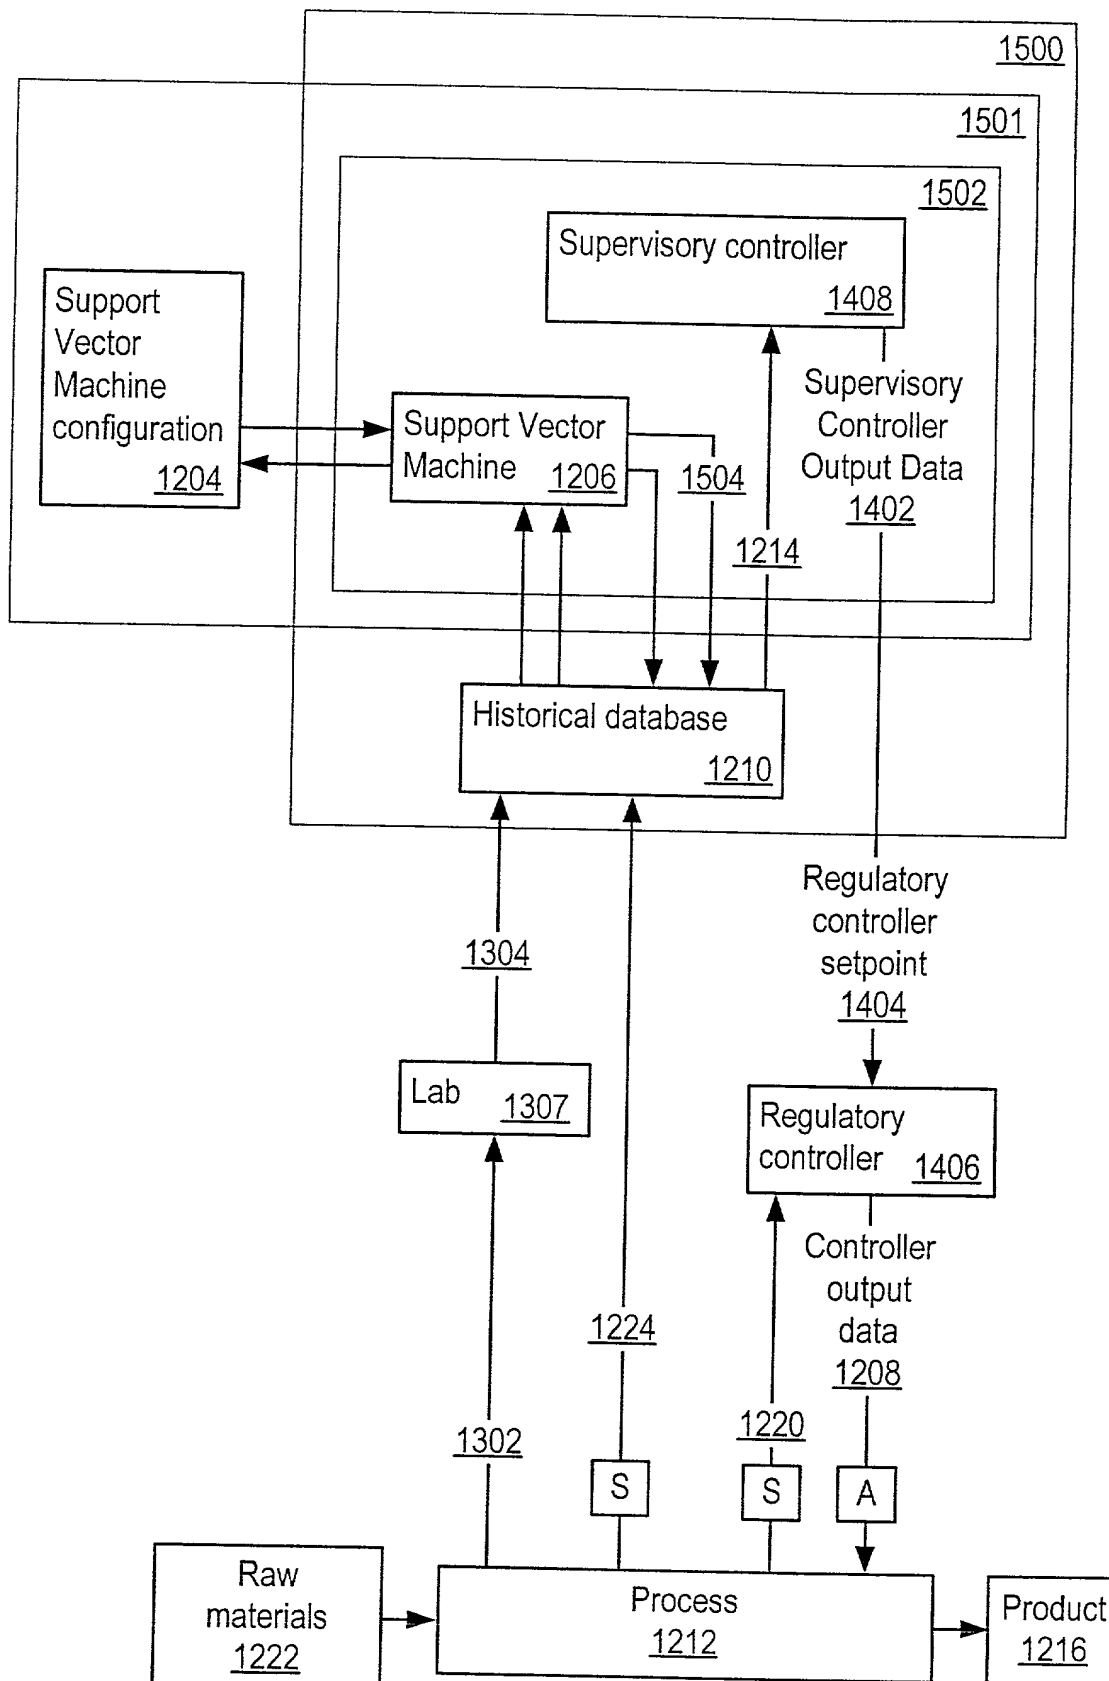 1500
1501
1502
Supervisory controller
1408
Support
Vector
Machine
configuration
1204
Support Vector
Machine 1206
1504
1214
Supervisory
Controller
Output Data
1402
Historical database
1210
Regulatory
controller
setpoint
1404
1304
Lab 1307
Regulatory
controller 1406
Controller
output
data
1208
1224
1220
1302
S
S
A
Raw
materials
1222
Process
1212
Product
1216